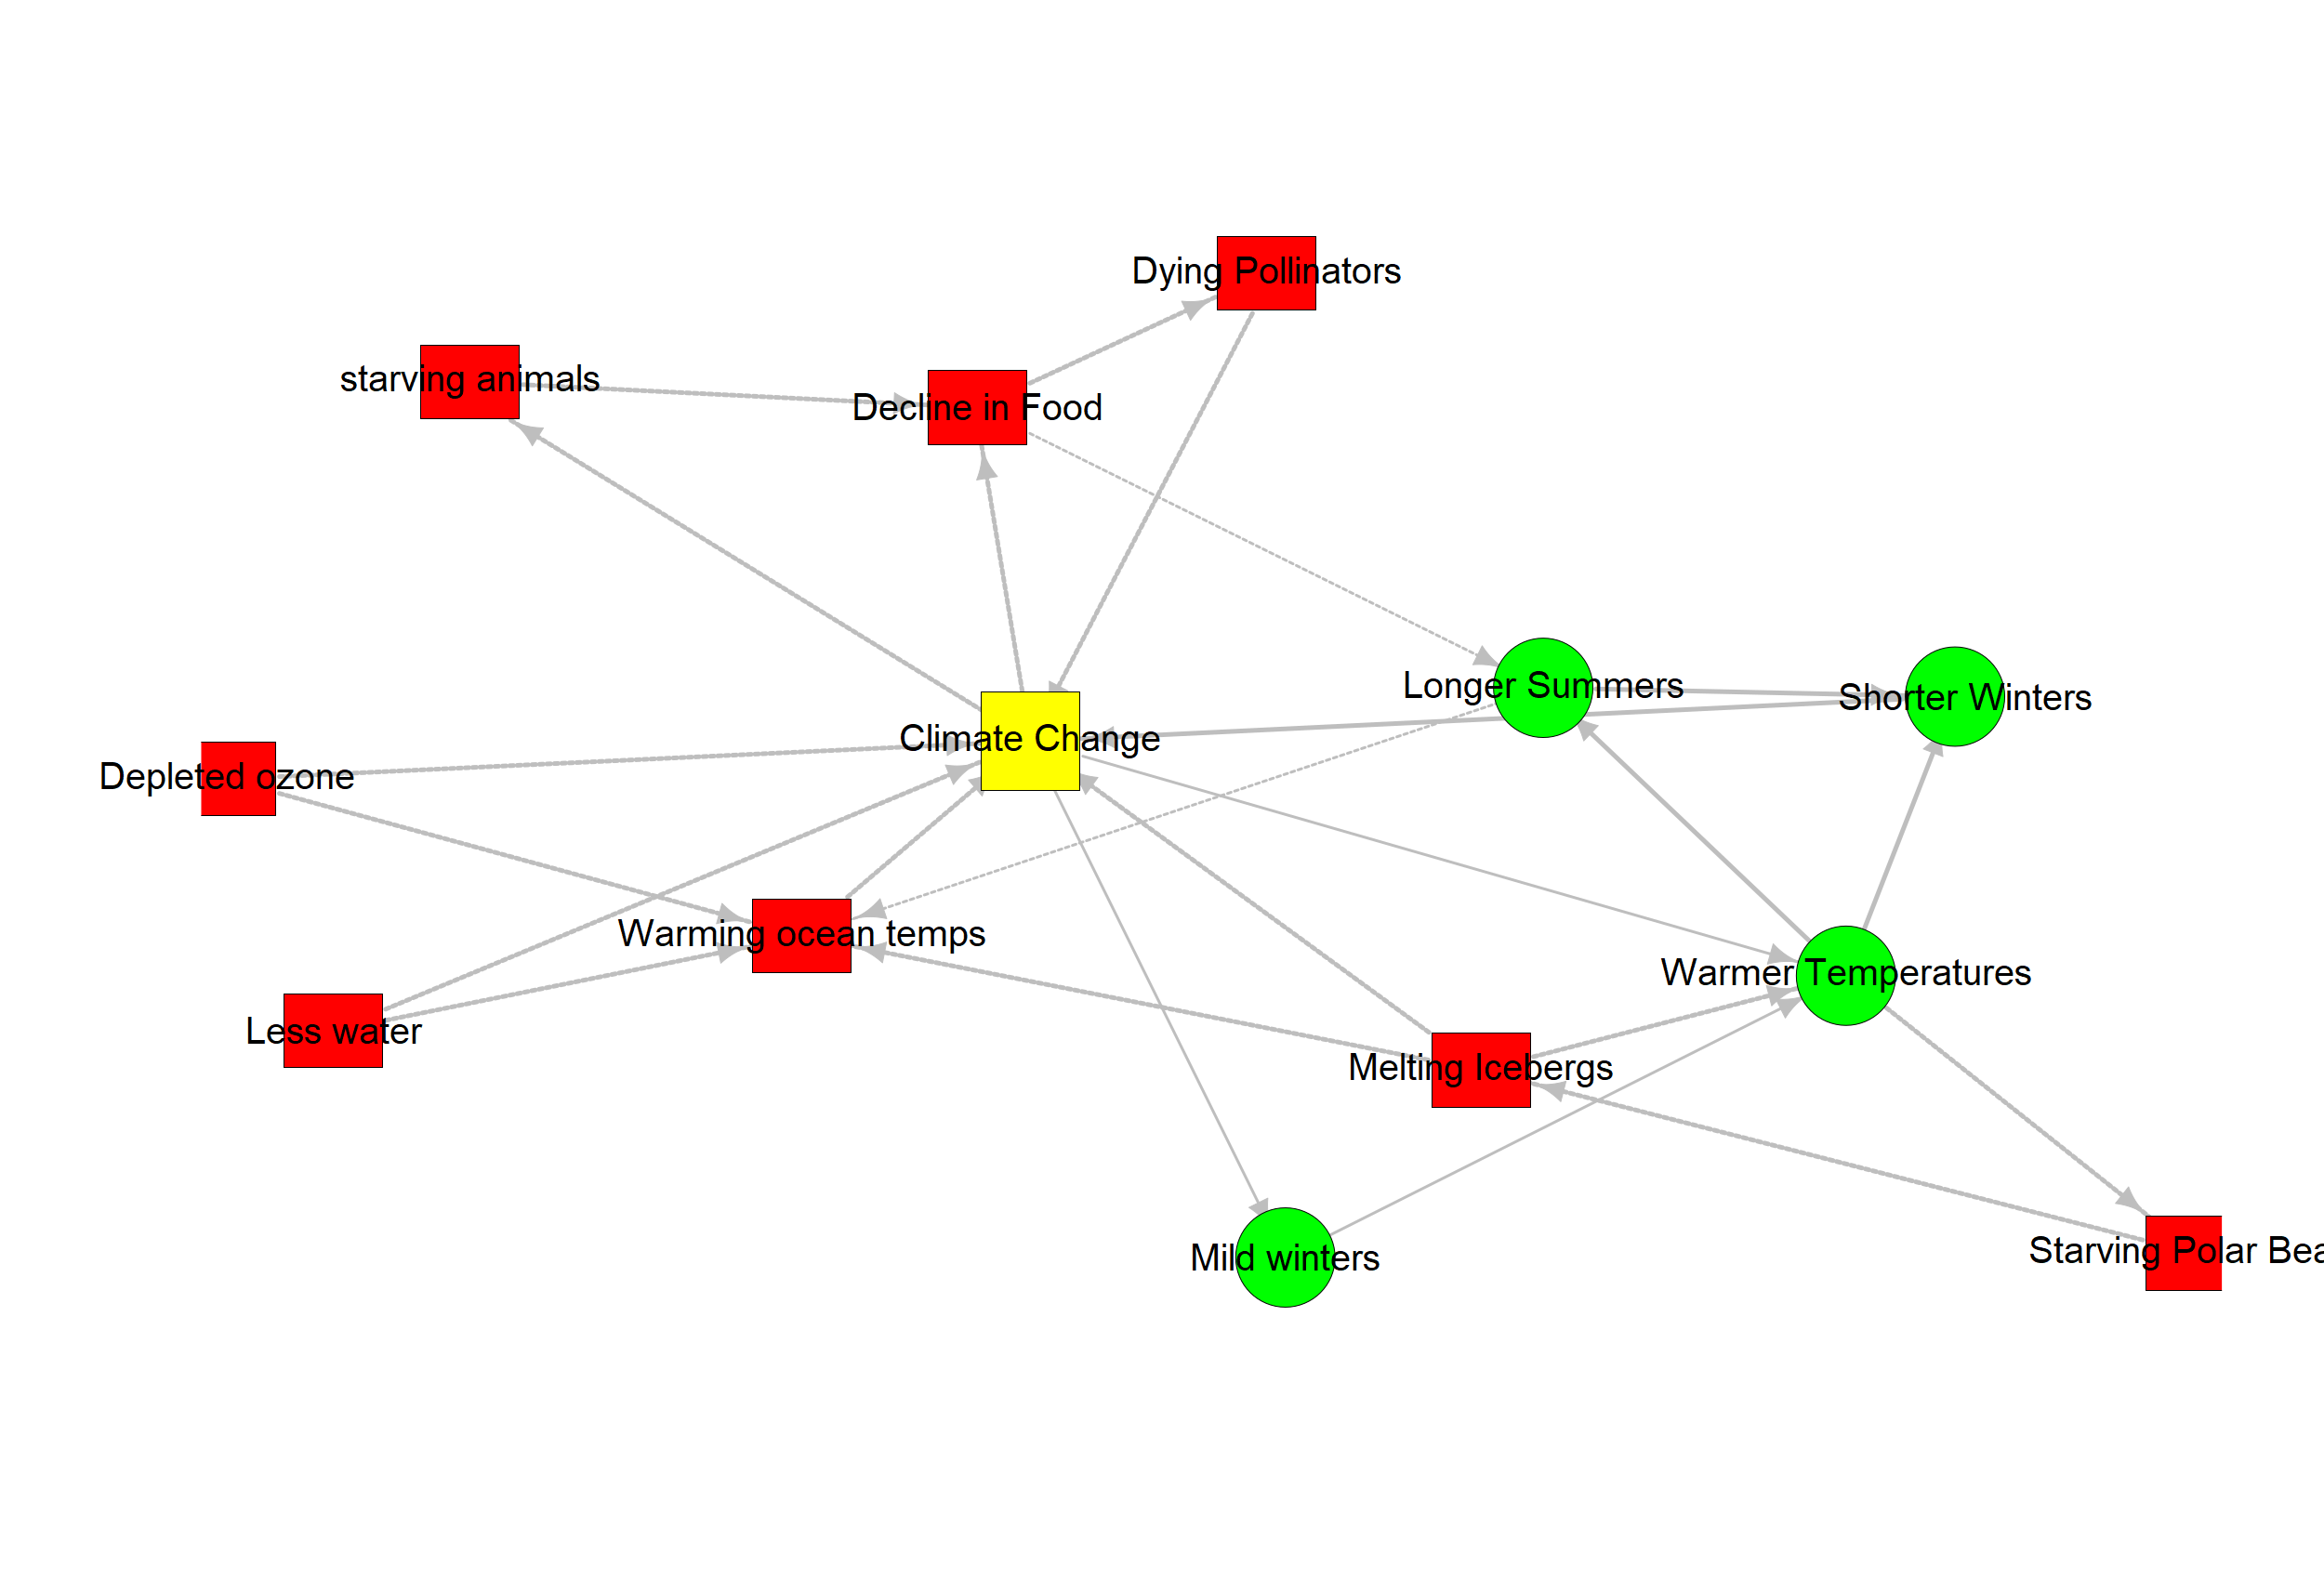 Dying Pollinators
starving animals
Decline in Food
Longer Summers
Shorter Winters
Climate Change
Depleted ozone
Warming ocean temps
Warmer Temperatures
Less water
Melting Icebergs
Mild winters
Starving Polar Bea